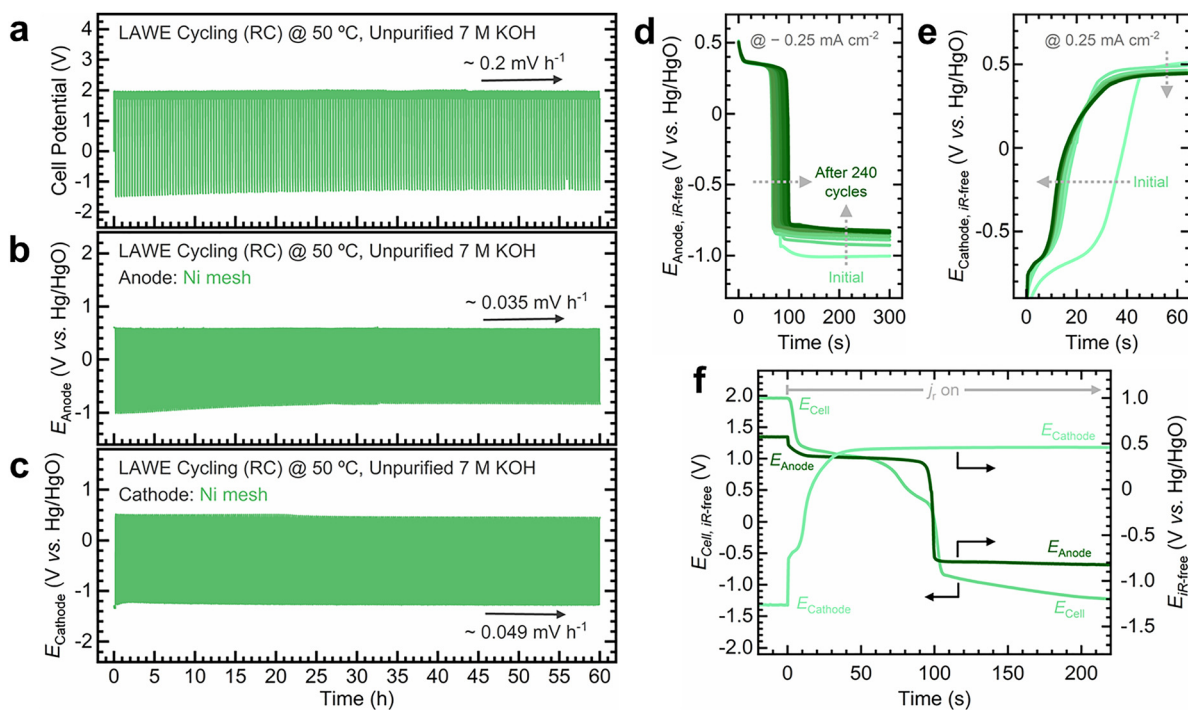 a
LAWE Cycling (RC) @ 50 ºC, Unpurified 7 M KOH
~ 0.2 mV h-1
Cell Potential (V)
4
3
2
1
0
-1
-2
b
LAWE Cycling (RC) @ 50 ºC, Unpurified 7 M KOH
Anode: Ni mesh
~ 0.035 mV h-1
EAnode (V vs. Hg/HgO)
2
1
0
-1
c
LAWE Cycling (RC) @ 50 ºC, Unpurified 7 M KOH
Cathode: Ni mesh
~ 0.049 mV h-1
ECathode (V vs. Hg/HgO)
2
1
0
-1
-2
0 5 10 15 20 25 30 35 40 45 50 55 60
Time (h)
d
@ − 0.25 mA cm-2
EAnode, iR-free (V vs. Hg/HgO)
0.5
0
-0.5
-1.0
After 240
cycles
Initial
0 100 200 300
Time (s)
e
@ 0.25 mA cm-2
ECathode, iR-free (V vs. Hg/HgO)
0.5
0
-0.5
Initial
0 20 40 60
Time (s)
f
jr on
ECell, iR-free (V)
2.0
1.5
1.0
0.5
0
-0.5
-1.0
-1.5
-2.0
ECell
ECathode
EAnode
EAnode
ECathode
ECell
1.0
0.5
0
-0.5
-1.0
-1.5
EiR-free (V vs. Hg/HgO)
0 50 100 150 200
Time (s)